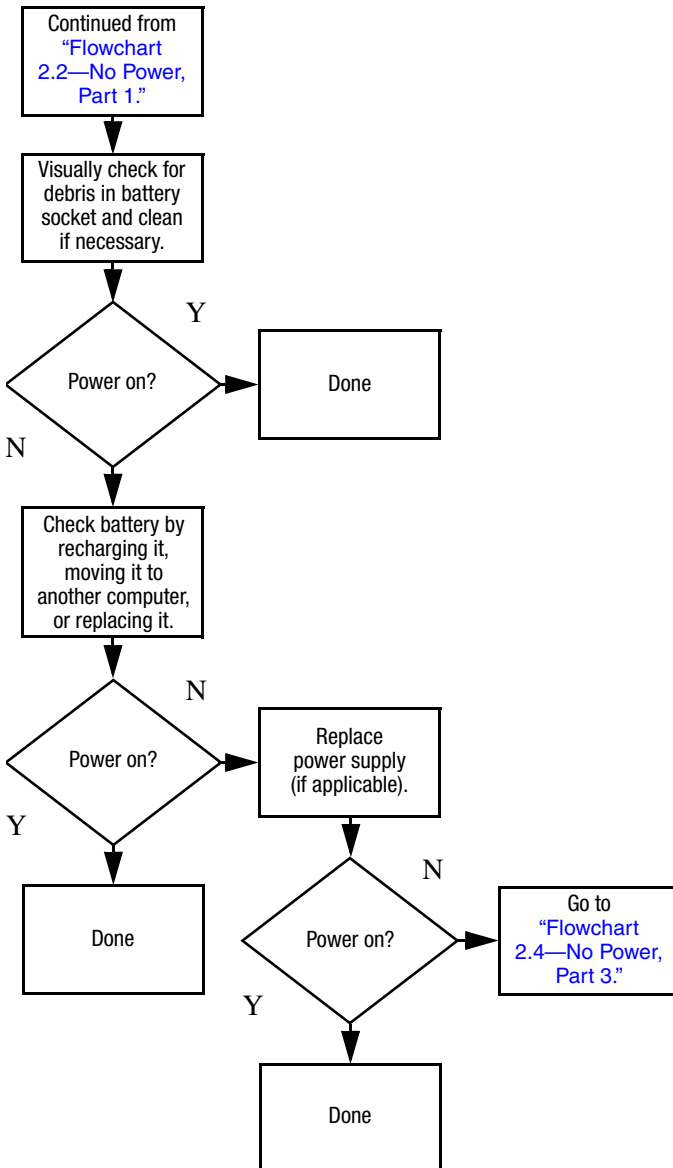 Continued from
“Flowchart
2.2—No Power,
Part 1.”
Visually check for
debris in battery
socket and clean
if necessary.
Y
Power on?
Done
N
Check battery by
recharging it,
moving it to
another computer,
or replacing it.
N
Power on?
Replace
power supply
(if applicable).
Y
N
Done
Power on?
Go to
“Flowchart
2.4—No Power,
Part 3.”
Y
Done